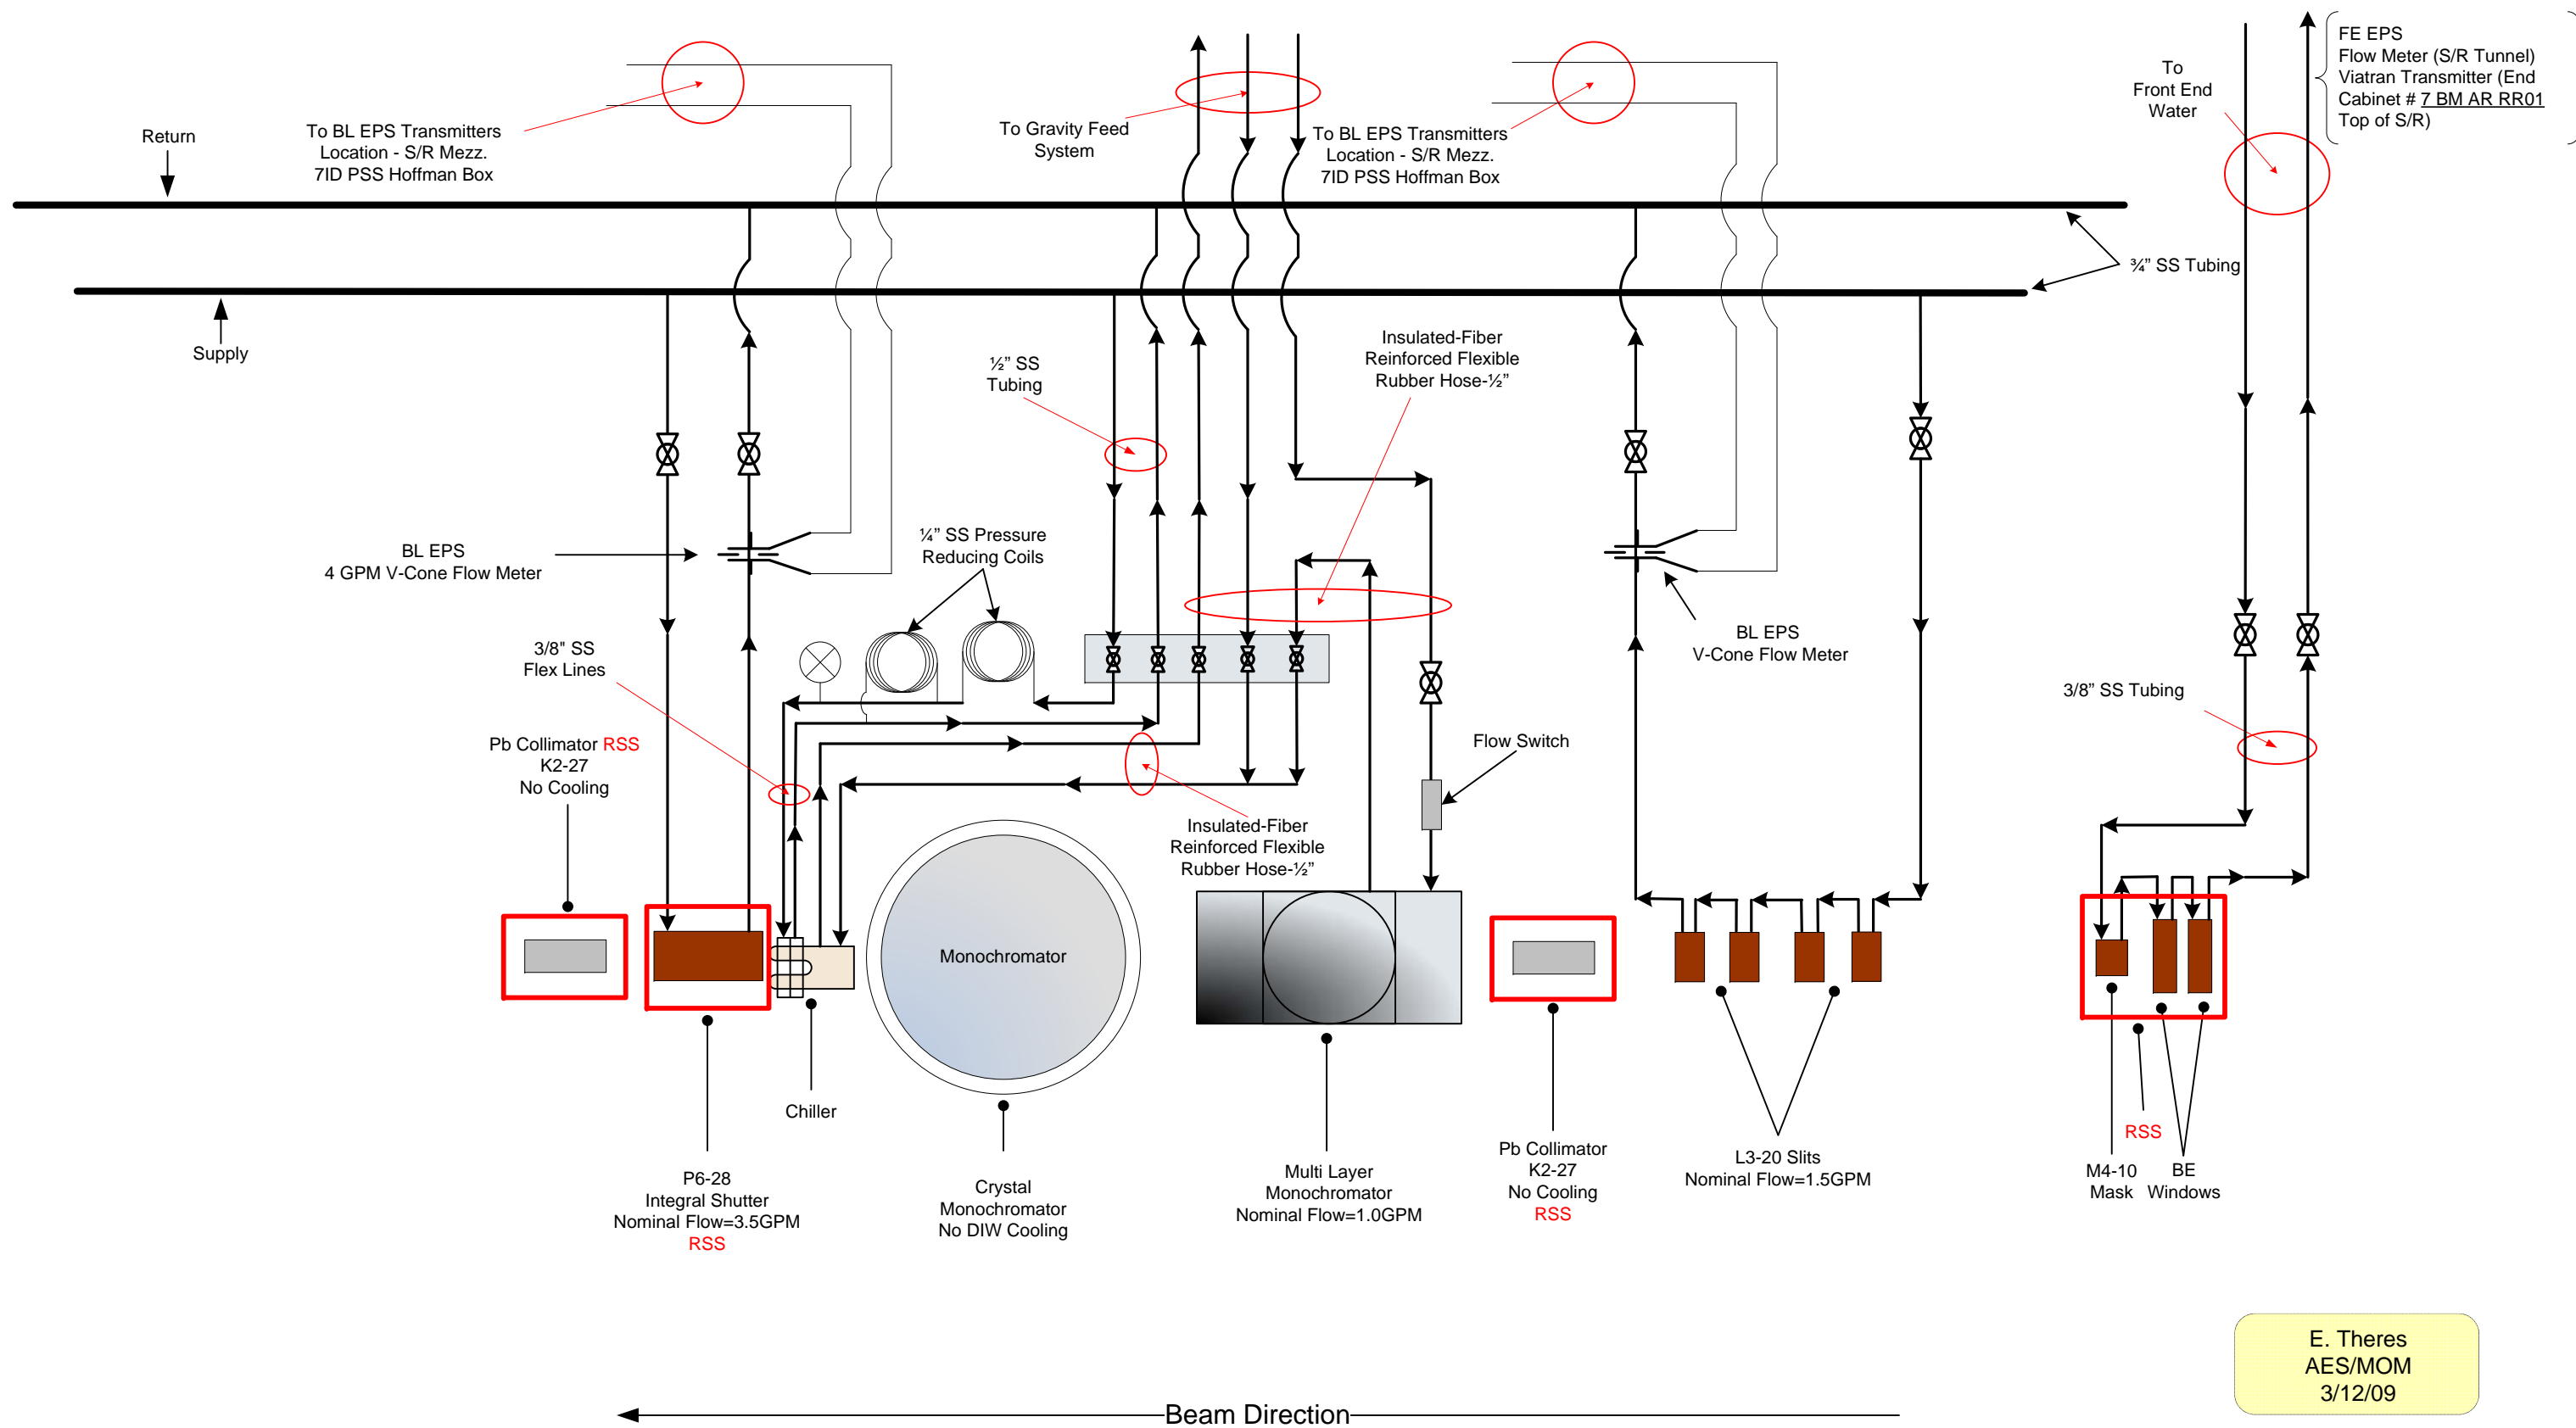 FE EPS
Flow Meter (S/R Tunnel)
Viatran Transmitter (End
Cabinet # 7 BM AR RR01
Top of S/R)
To
Front End
Water
Return
To BL EPS Transmitters
Location - S/R Mezz.
7ID PSS Hoffman Box
To Gravity Feed
System
To BL EPS Transmitters
Location - S/R Mezz.
7ID PSS Hoffman Box
¾” SS Tubing
Supply
½” SS
Tubing
Insulated-Fiber
Reinforced Flexible
Rubber Hose-½”
BL EPS
4 GPM V-Cone Flow Meter
¼” SS Pressure
Reducing Coils
3/8" SS
Flex Lines
BL EPS
V-Cone Flow Meter
3/8” SS Tubing
Pb Collimator RSS
K2-27
No Cooling
Flow Switch
Insulated-Fiber
Reinforced Flexible
Rubber Hose-½”
Monochromator
Chiller
P6-28
Integral Shutter
Nominal Flow=3.5GPM
RSS
Crystal
Monochromator
No DIW Cooling
Multi Layer
Monochromator
Nominal Flow=1.0GPM
Pb Collimator
K2-27
No Cooling
RSS
L3-20 Slits
Nominal Flow=1.5GPM
RSS
M4-10
Mask
BE
Windows
E. Theres
AES/MOM
3/12/09
Beam Direction